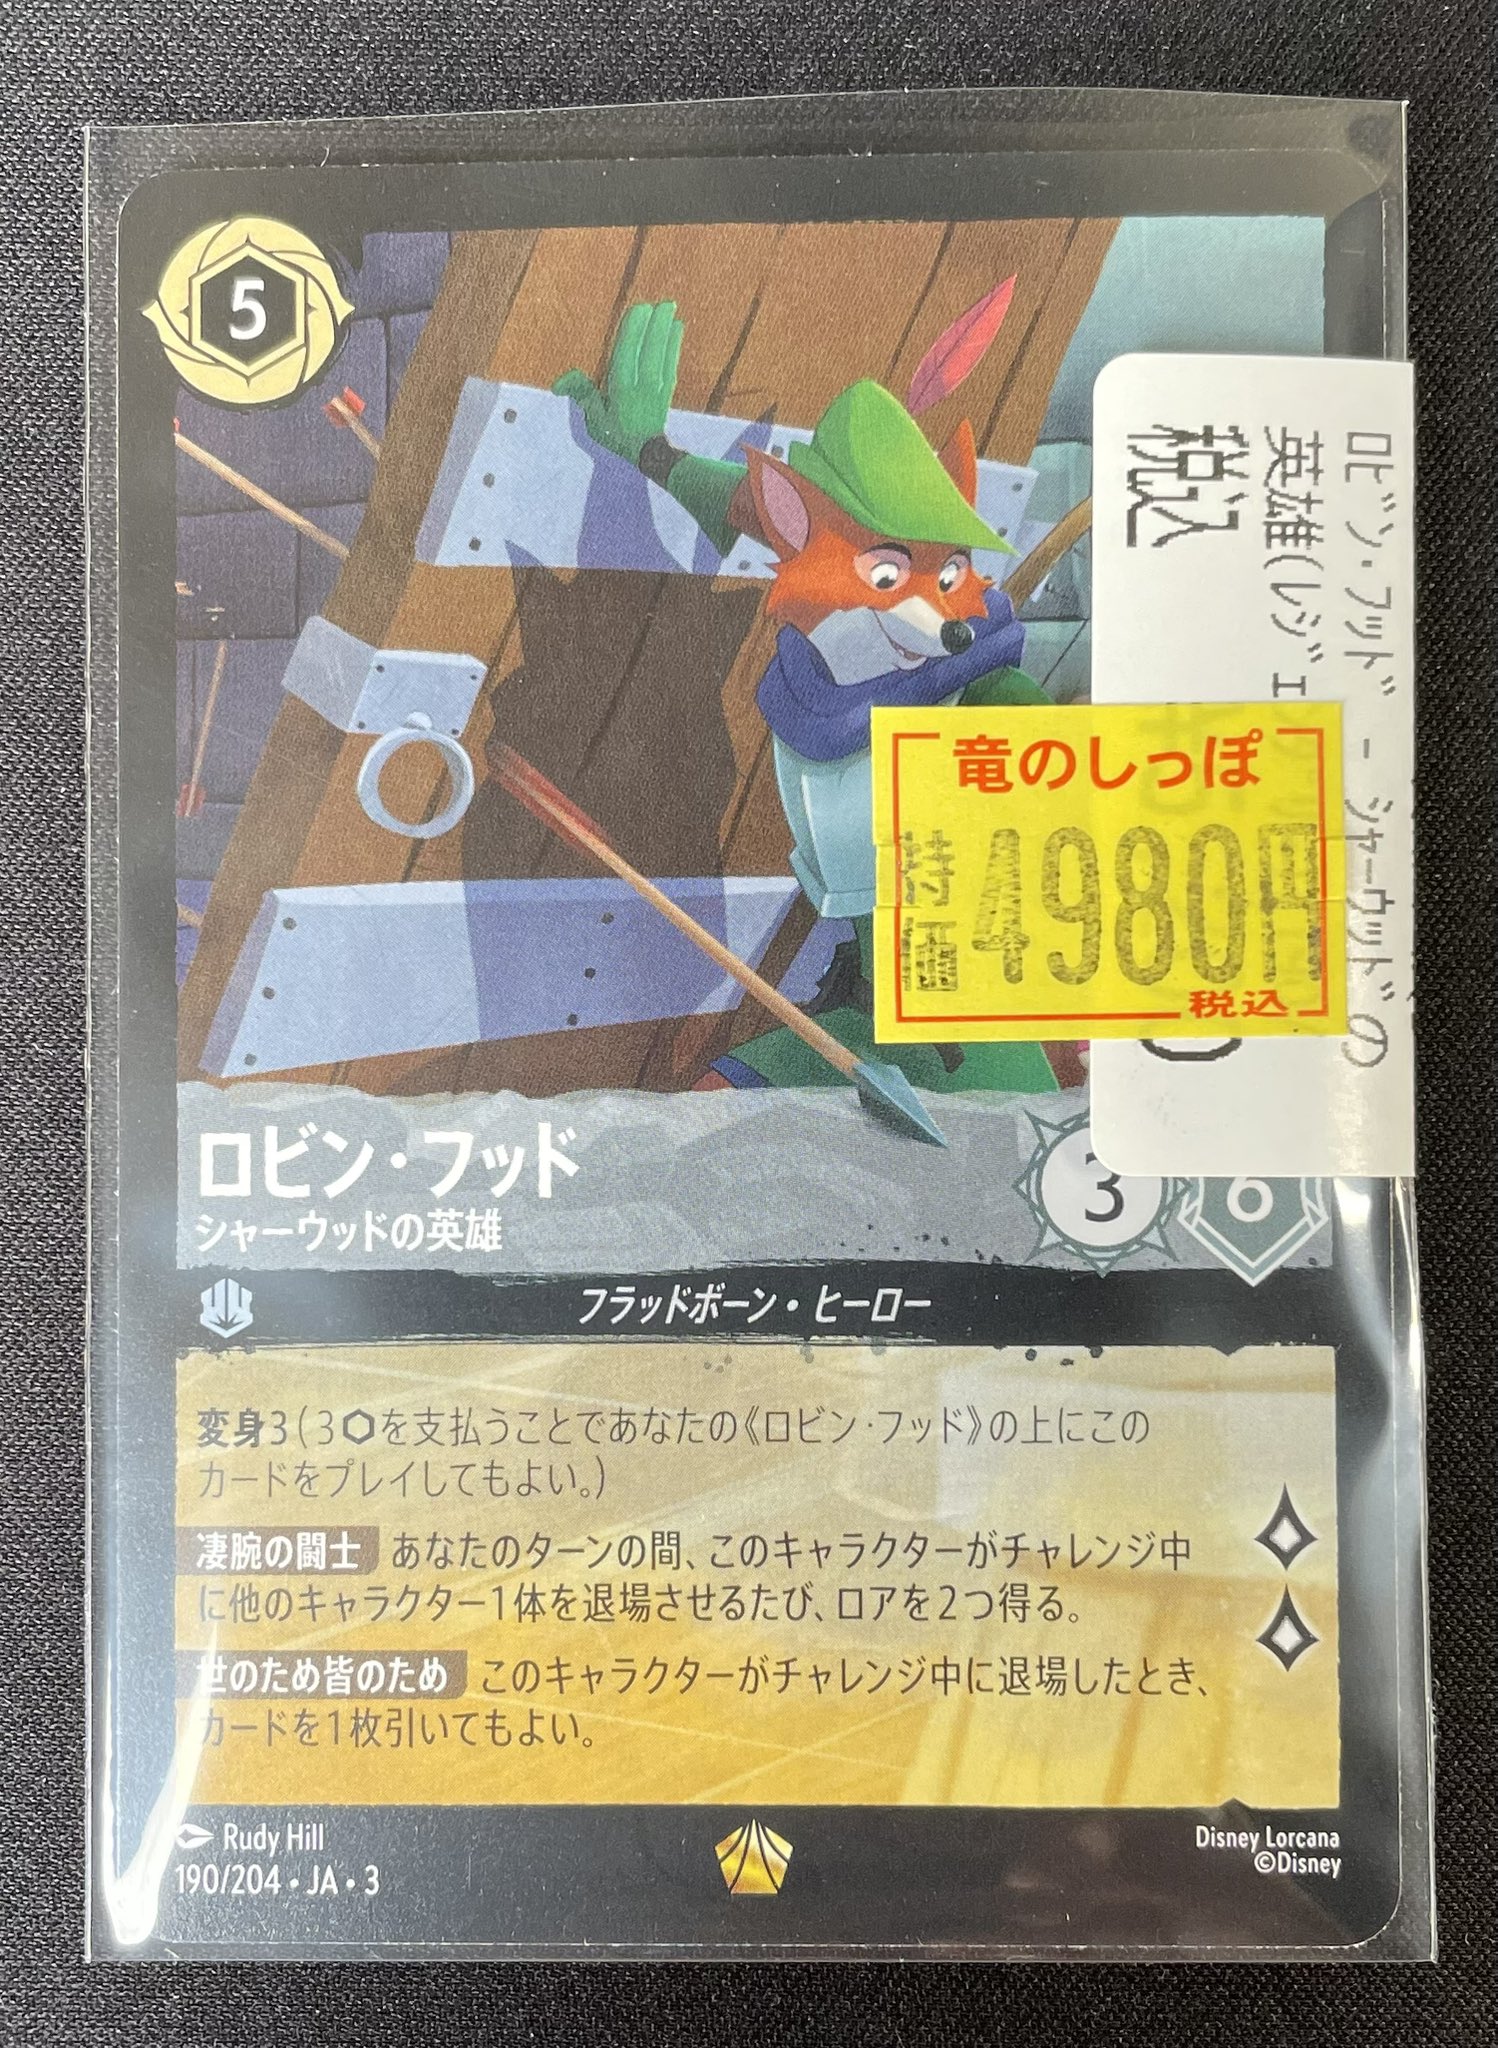 5
ロビン・フッド - シャーウッドの
英雄(レジェ
税込
竜のしっぽ
特価4980円
税込
ロビン・フッド
シャーウッドの英雄
3
6
フラッドボーン・ヒーロー
変身3(3⬡を支払うことであなたの《ロビン・フッド》の上にこの
カードをプレイしてもよい。)
凄腕の闘士 あなたのターンの間、このキャラクターがチャレンジ中
に他のキャラクター1体を退場させるたび、ロアを2つ得る。
世のため皆のため このキャラクターがチャレンジ中に退場したとき、
カードを1枚引いてもよい。
Rudy Hill
190/204・JA・3
Disney Lorcana
©Disney